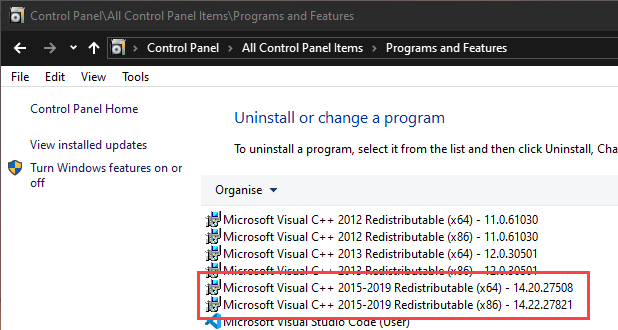 Control Panel\All Control Panel Items\Programs and Features
Control Panel > All Control Panel Items > Programs and Features
File Edit View Tools
Control Panel Home
View installed updates
Turn Windows features on or
off
Uninstall or change a program
To uninstall a program, select it from the list and then click Uninstall, Cha
Organise
Microsoft Visual C++ 2012 Redistributable (x64) - 11.0.61030
Microsoft Visual C++ 2012 Redistributable (x86) - 11.0.61030
Microsoft Visual C++ 2013 Redistributable (x64) - 12.0.30501
Microsoft Visual C++ 2013 Redistributable (x86) - 12.0.30501
Microsoft Visual C++ 2015-2019 Redistributable (x64) - 14.20.27508
Microsoft Visual C++ 2015-2019 Redistributable (x86) - 14.22.27821
Microsoft Visual Studio Code (User)